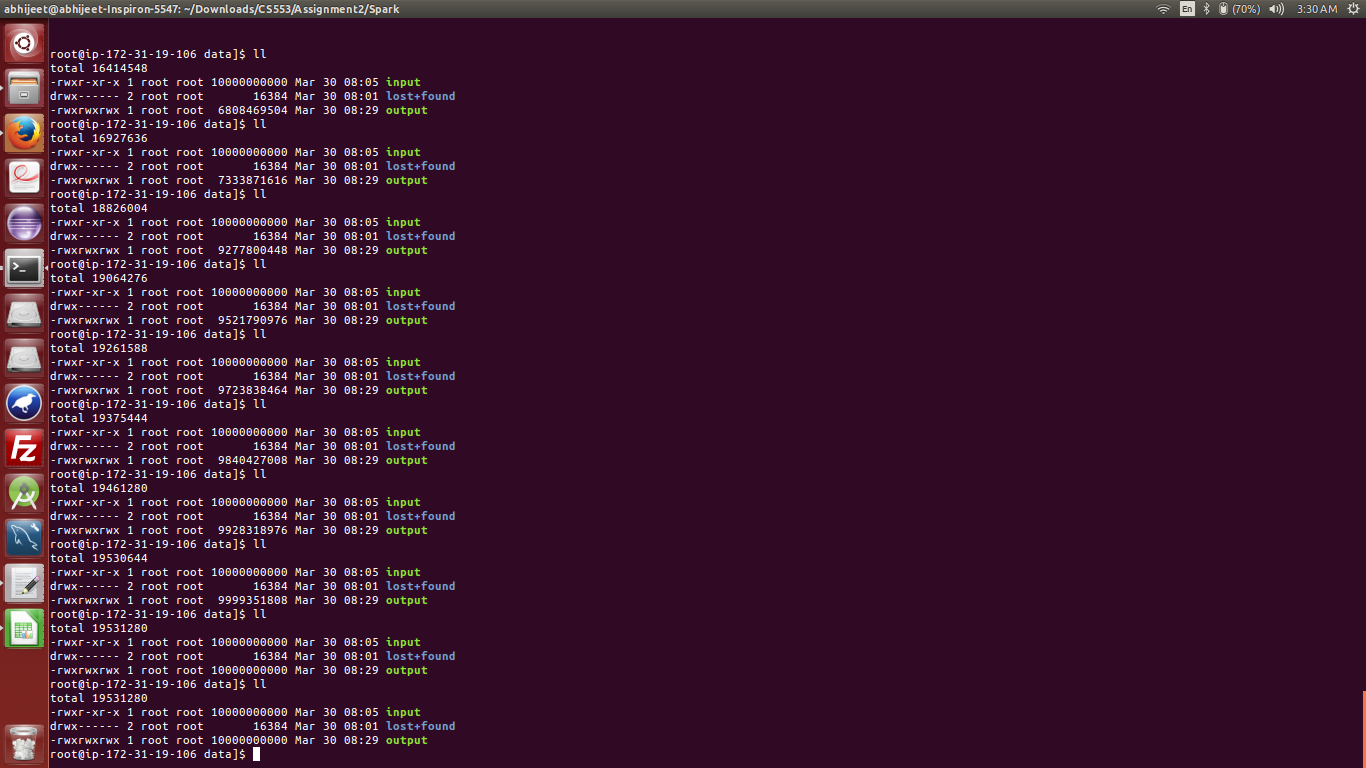 abhijeet@abhijeet-Inspiron-5547: ~/Downloads/CS553/Assignment2/Spark
En
(70%)
3:30 AM
root@ip-172-31-19-106 data]$ ll
total 16414548
-rwxr-xr-x 1 root root 10000000000 Mar 30 08:05 input
drwx------ 2 root root       16384 Mar 30 08:01 lost+found
-rwxrwxrwx 1 root root  6808469504 Mar 30 08:29 output
root@ip-172-31-19-106 data]$ ll
total 16927636
-rwxr-xr-x 1 root root 10000000000 Mar 30 08:05 input
drwx------ 2 root root       16384 Mar 30 08:01 lost+found
-rwxrwxrwx 1 root root  7333871616 Mar 30 08:29 output
root@ip-172-31-19-106 data]$ ll
total 18826004
-rwxr-xr-x 1 root root 10000000000 Mar 30 08:05 input
drwx------ 2 root root       16384 Mar 30 08:01 lost+found
-rwxrwxrwx 1 root root  9277800448 Mar 30 08:29 output
root@ip-172-31-19-106 data]$ ll
total 19064276
-rwxr-xr-x 1 root root 10000000000 Mar 30 08:05 input
drwx------ 2 root root       16384 Mar 30 08:01 lost+found
-rwxrwxrwx 1 root root  9521790976 Mar 30 08:29 output
root@ip-172-31-19-106 data]$ ll
total 19261588
-rwxr-xr-x 1 root root 10000000000 Mar 30 08:05 input
drwx------ 2 root root       16384 Mar 30 08:01 lost+found
-rwxrwxrwx 1 root root  9723838464 Mar 30 08:29 output
root@ip-172-31-19-106 data]$ ll
total 19375444
-rwxr-xr-x 1 root root 10000000000 Mar 30 08:05 input
drwx------ 2 root root       16384 Mar 30 08:01 lost+found
-rwxrwxrwx 1 root root  9840427008 Mar 30 08:29 output
root@ip-172-31-19-106 data]$ ll
total 19461280
-rwxr-xr-x 1 root root 10000000000 Mar 30 08:05 input
drwx------ 2 root root       16384 Mar 30 08:01 lost+found
-rwxrwxrwx 1 root root  9928318976 Mar 30 08:29 output
root@ip-172-31-19-106 data]$ ll
total 19530644
-rwxr-xr-x 1 root root 10000000000 Mar 30 08:05 input
drwx------ 2 root root       16384 Mar 30 08:01 lost+found
-rwxrwxrwx 1 root root  9999351808 Mar 30 08:29 output
root@ip-172-31-19-106 data]$ ll
total 19531280
-rwxr-xr-x 1 root root 10000000000 Mar 30 08:05 input
drwx------ 2 root root       16384 Mar 30 08:01 lost+found
-rwxrwxrwx 1 root root 10000000000 Mar 30 08:29 output
root@ip-172-31-19-106 data]$ ll
total 19531280
-rwxr-xr-x 1 root root 10000000000 Mar 30 08:05 input
drwx------ 2 root root       16384 Mar 30 08:01 lost+found
-rwxrwxrwx 1 root root 10000000000 Mar 30 08:29 output
root@ip-172-31-19-106 data]$
Fz